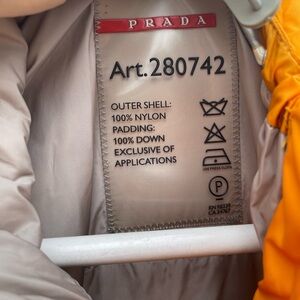 PRADA
Art.280742
OUTER SHELL:
100% NYLON
PADDING:
100% DOWN
EXCLUSIVE OF
APPLICATIONS
P